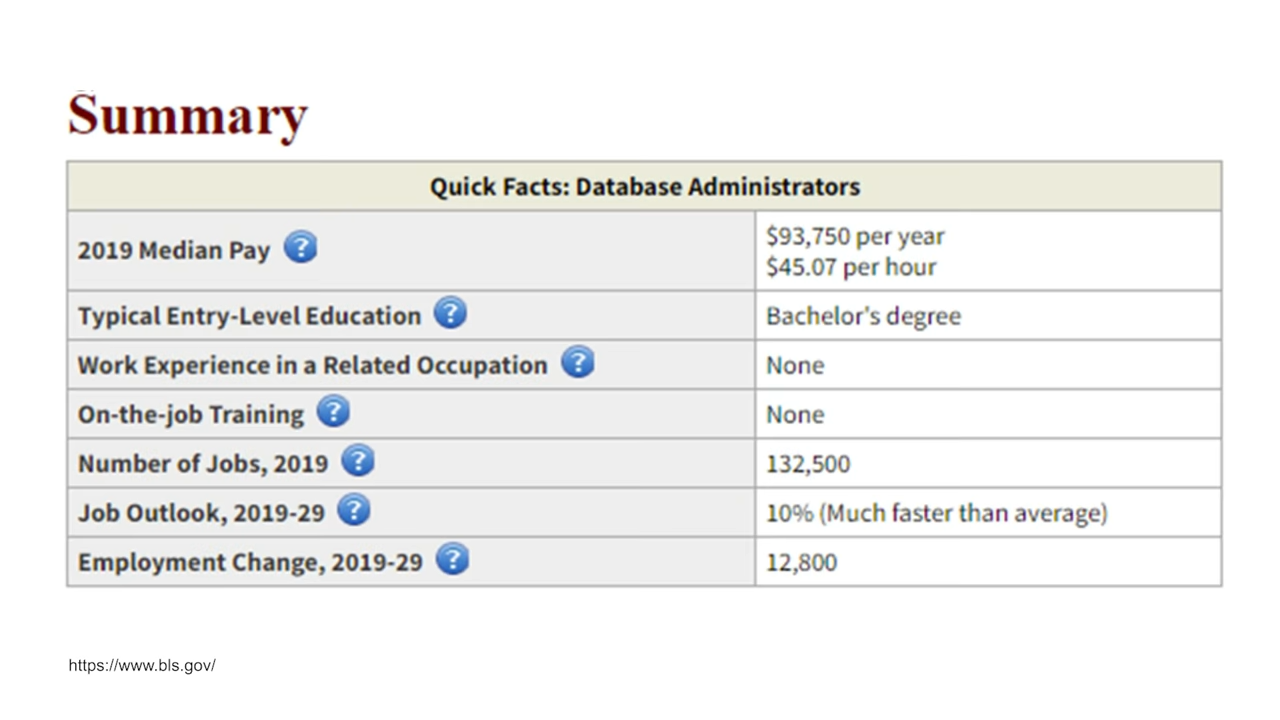 Summary
Quick Facts: Database Administrators
2019 Median Pay ?
$93,750 per year
$45.07 per hour
Typical Entry-Level Education ?
Bachelor's degree
Work Experience in a Related Occupation ?
None
On-the-job Training ?
None
Number of Jobs, 2019 ?
132,500
Job Outlook, 2019-29 ?
10% (Much faster than average)
Employment Change, 2019-29 ?
12,800
https://www.bls.gov/